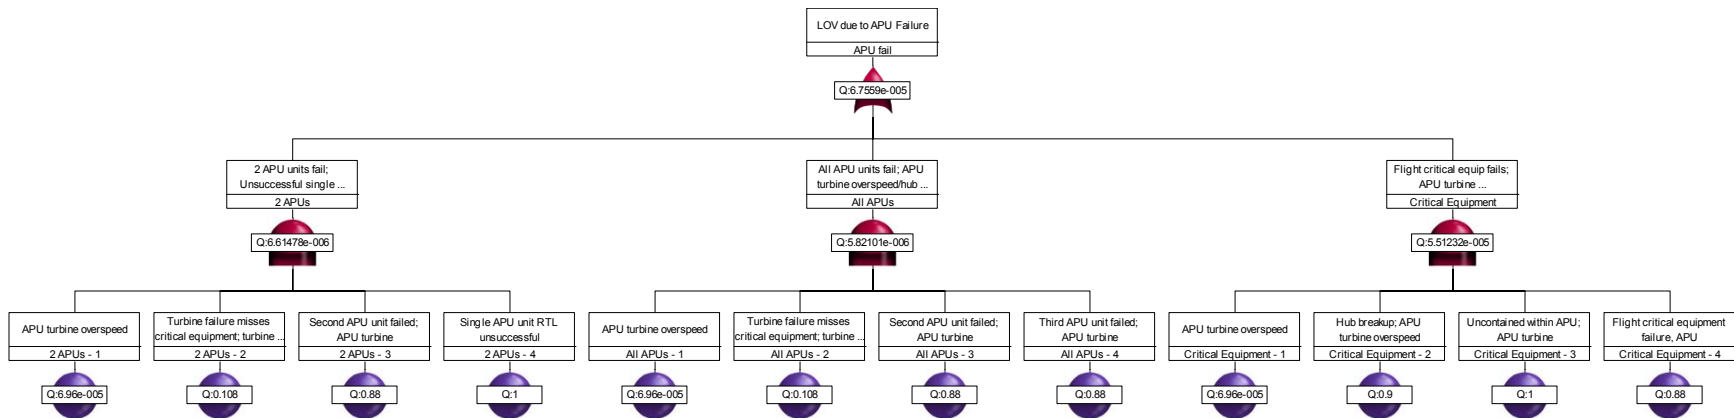 LOV due to APU Failure
APU fail
Q:6.7559e-005
2 APU units fail;
Unsuccessful single ...
2 APUs
Q:6.61478e-006
All APU units fail; APU
turbine overspeed/hub ...
All APUs
Q:5.82101e-006
Flight critical equip fails;
APU turbine ...
Critical Equipment
Q:5.51232e-005
APU turbine overspeed
2 APUs - 1
Q:6.96e-005
Turbine failure misses
critical equipment; turbine ...
2 APUs - 2
Q:0.108
Second APU unit failed;
APU turbine
2 APUs - 3
Q:0.88
Single APU unit RTL
unsuccessful
2 APUs - 4
Q:1
APU turbine overspeed
All APUs - 1
Q:6.96e-005
Turbine failure misses
critical equipment; turbine ...
All APUs - 2
Q:0.108
Second APU unit failed;
APU turbine
All APUs - 3
Q:0.88
Third APU unit failed;
APU turbine
All APUs - 4
Q:0.88
APU turbine overspeed
Critical Equipment - 1
Q:6.96e-005
Hub breakup; APU
turbine overspeed
Critical Equipment - 2
Q:0.9
Uncontained within APU;
APU turbine
Critical Equipment - 3
Q:1
Flight critical equipment
failure, APU
Critical Equipment - 4
Q:0.88